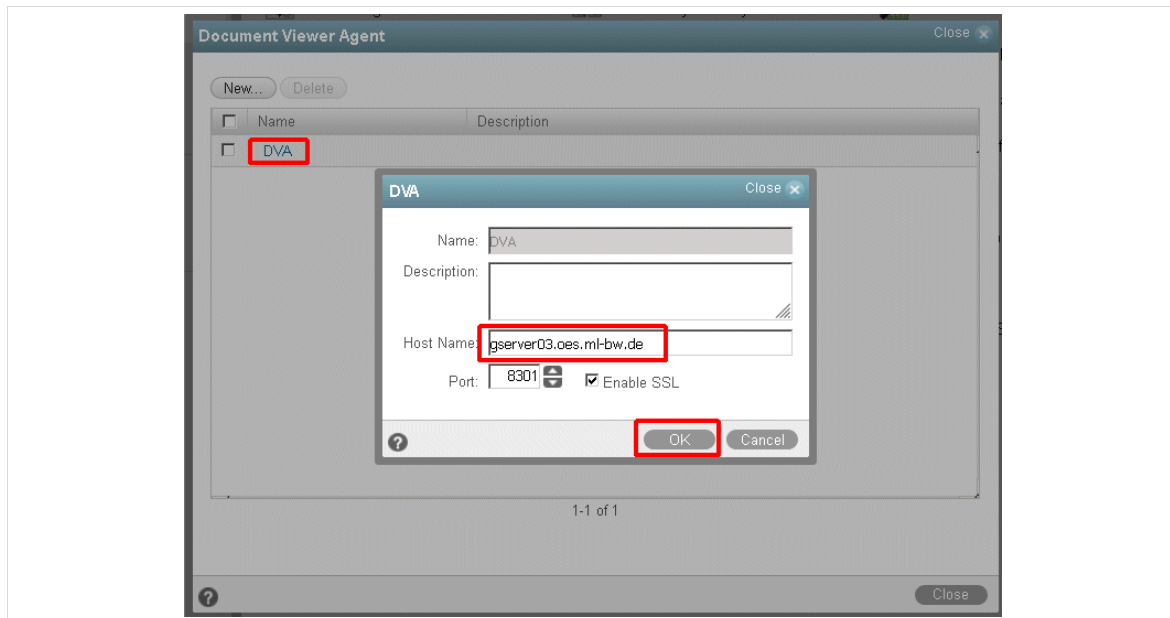 Document Viewer Agent Close
New... Delete
Name Description
DVA
DVA Close
Name: DVA
Description:
Host Name: gserver03.oes.ml-bw.de
Port: 8301 Enable SSL
OK Cancel
1-1 of 1
Close